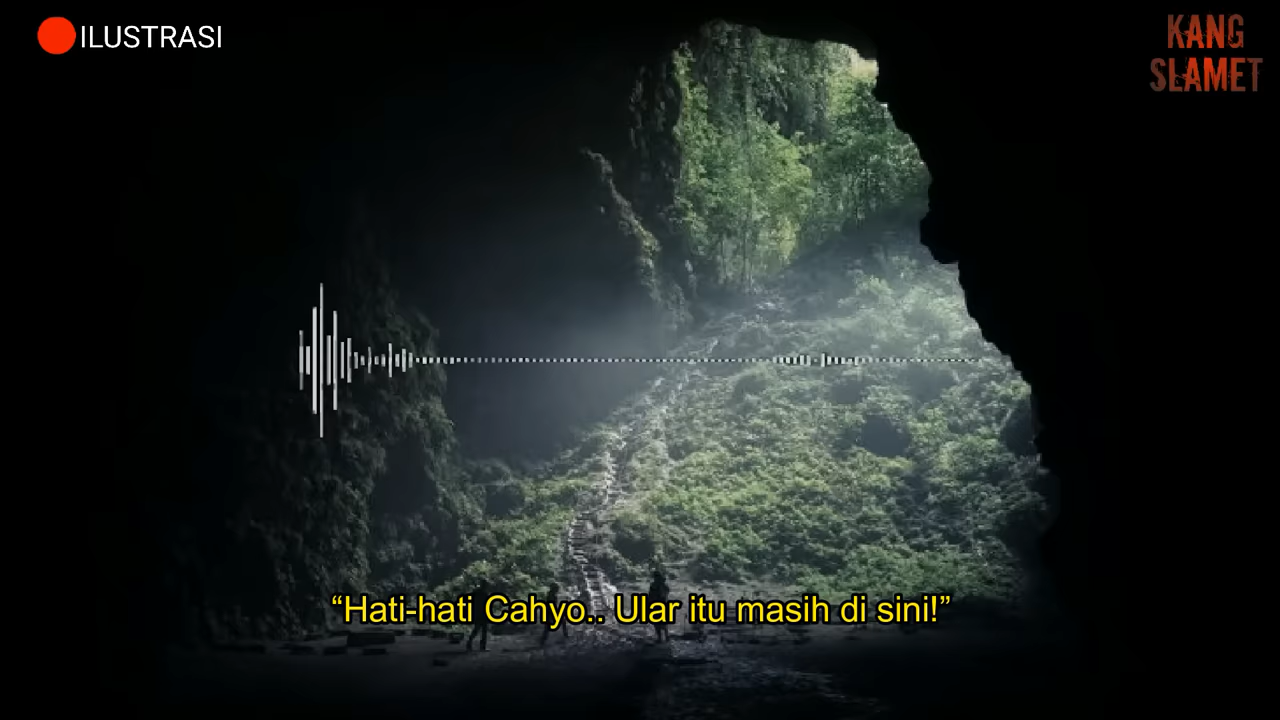 ILUSTRASI
KANG
SLAMET
“Hati-hati Cahyo.. Ular itu masih di sini!”